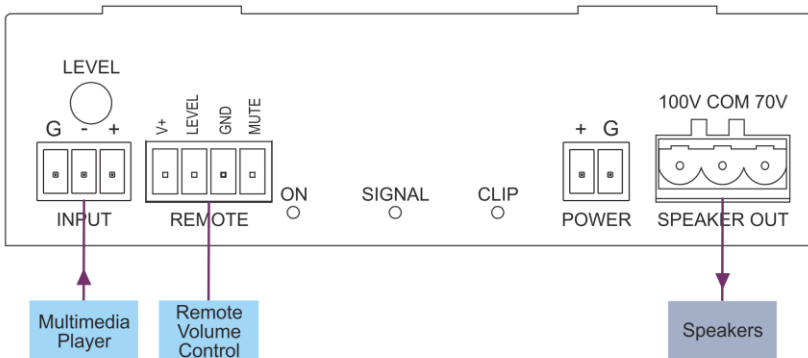 LEVEL
G - +
INPUT
V+ LEVEL GND MUTE
REMOTE
ON
SIGNAL
CLIP
+ G
POWER
100V COM 70V
SPEAKER OUT
Multimedia
Player
Remote
Volume
Control
Speakers